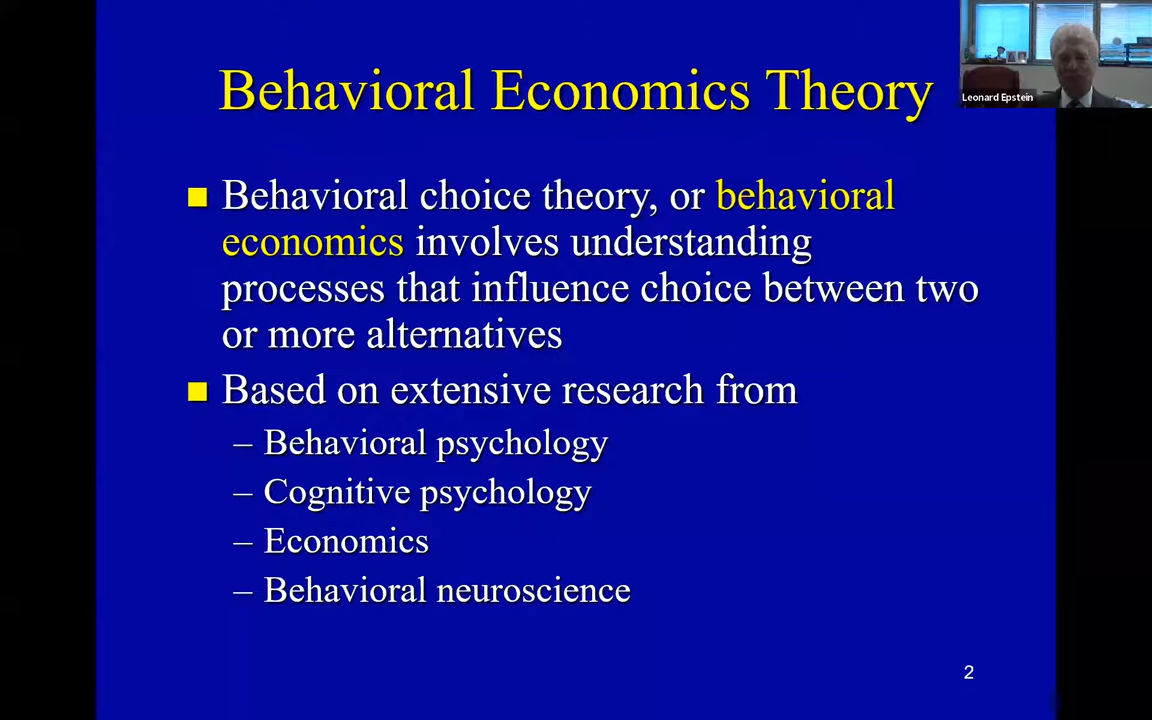 Behavioral Economics Theory
Leonard Epstein
Behavioral choice theory, or behavioral
economics involves understanding
processes that influence choice between two
or more alternatives
Based on extensive research from
– Behavioral psychology
– Cognitive psychology
– Economics
– Behavioral neuroscience
2